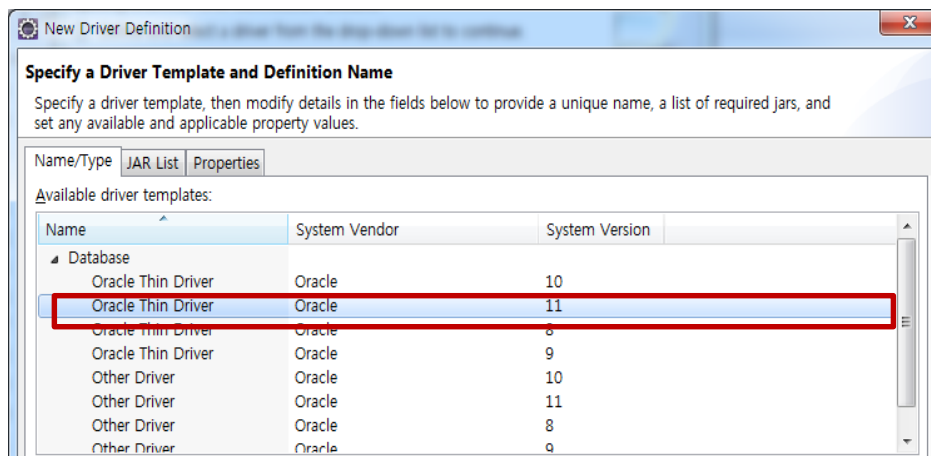 New Driver Definition
Specify a Driver Template and Definition Name
Specify a driver template, then modify details in the fields below to provide a unique name, a list of required jars, and
set any available and applicable property values.
Name/Type JAR List Properties
Available driver templates:
Name System Vendor System Version
Database
Oracle Thin Driver Oracle 10
Oracle Thin Driver Oracle 11
Oracle Thin Driver Oracle 8
Oracle Thin Driver Oracle 9
Other Driver Oracle 10
Other Driver Oracle 11
Other Driver Oracle 8
Other Driver Oracle 9